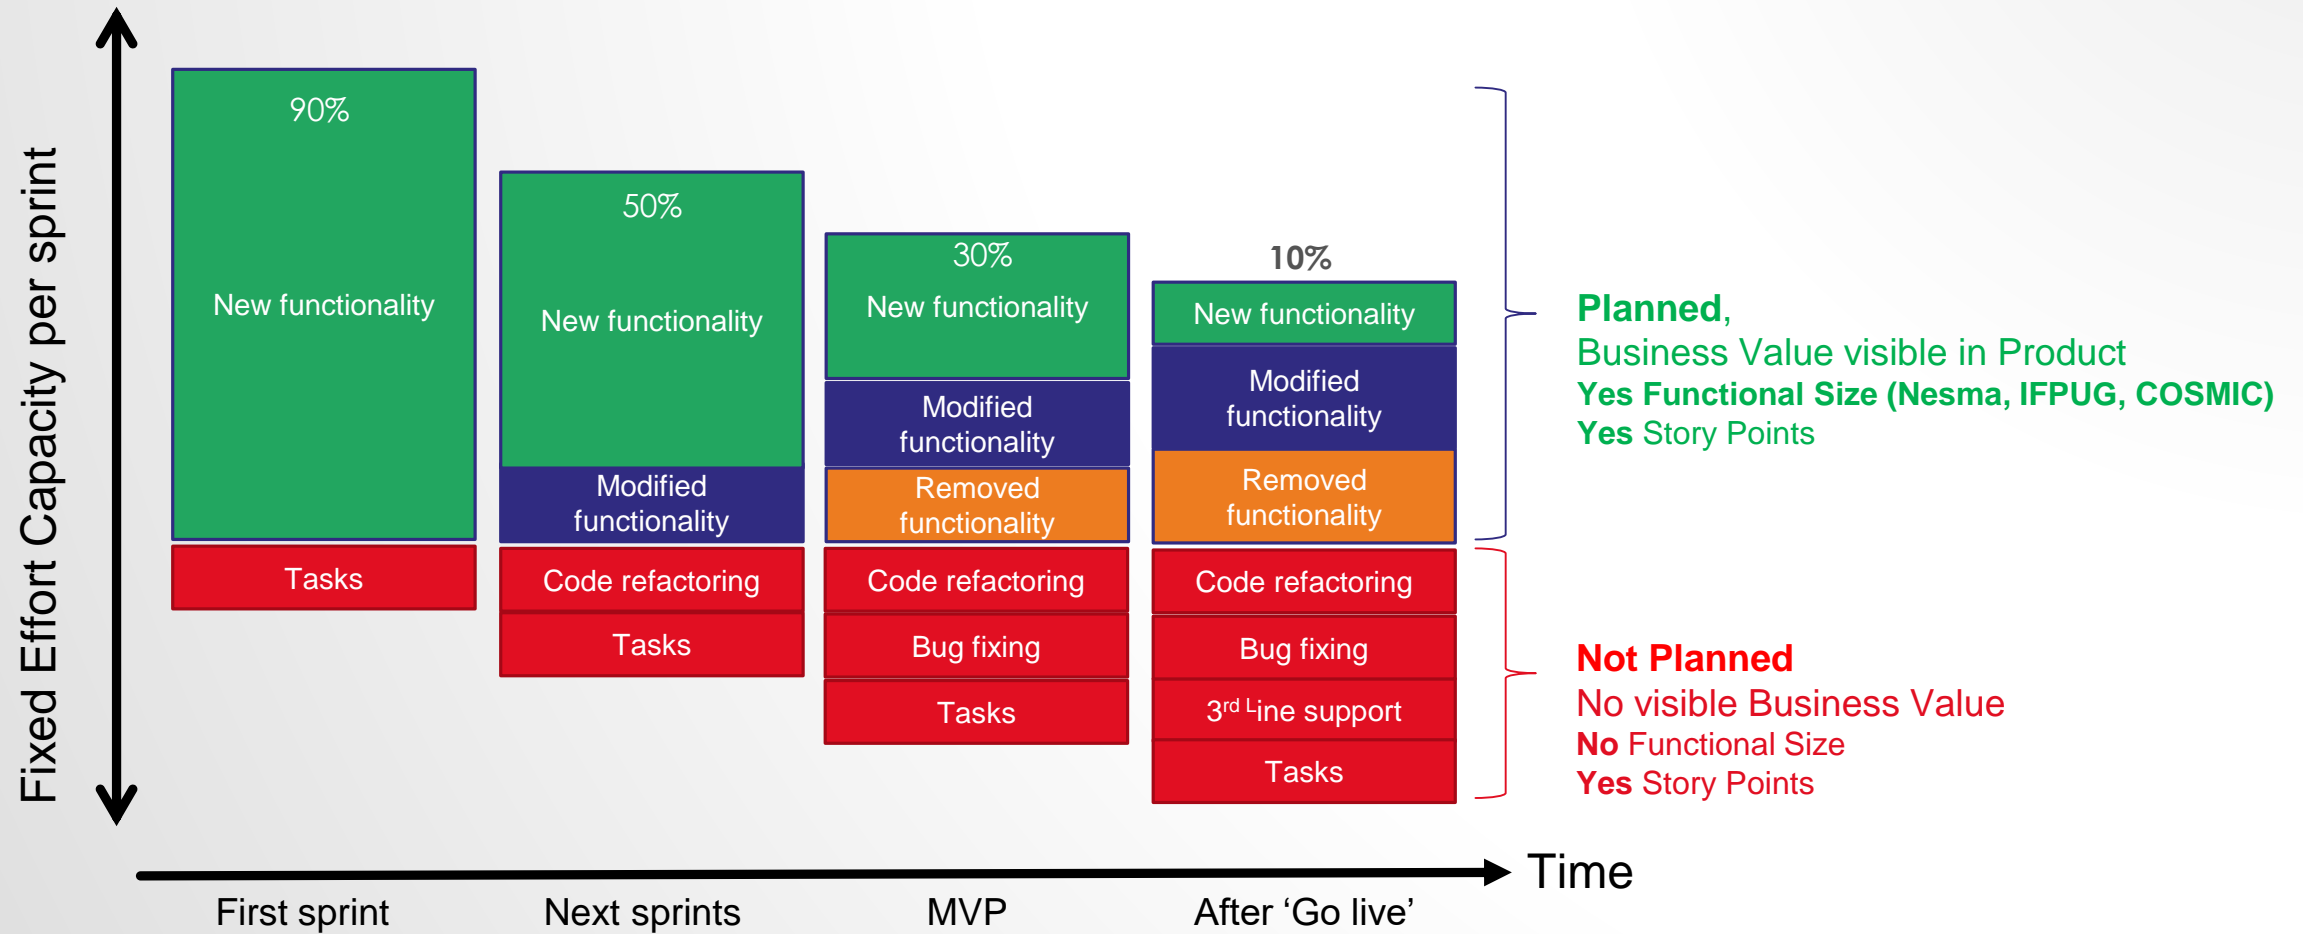 Fixed Effort Capacity per sprint
90%
New functionality
Tasks
50%
New functionality
Modified
functionality
Code refactoring
Tasks
30%
New functionality
Modified
functionality
Removed
functionality
Code refactoring
Bug fixing
Tasks
10%
New functionality
Modified
functionality
Removed
functionality
Code refactoring
Bug fixing
3rd Line support
Tasks
Planned,
Business Value visible in Product
Yes Functional Size (Nesma, IFPUG, COSMIC)
Yes Story Points
Not Planned
No visible Business Value
No Functional Size
Yes Story Points
Time
First sprint
Next sprints
MVP
After ‘Go live’